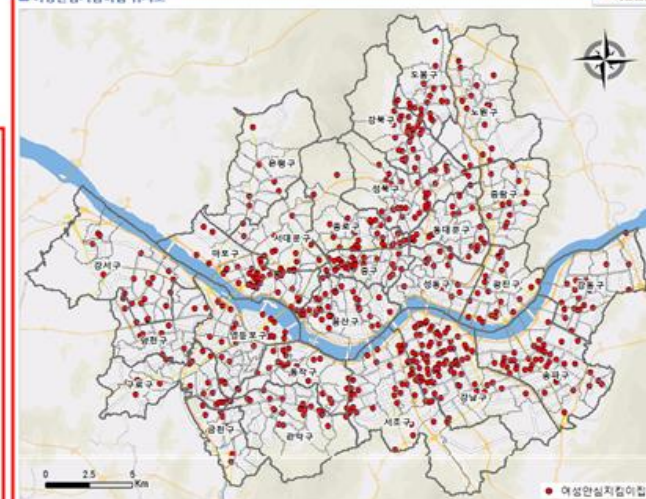 도봉구
노원구
강북구
은평구
성북구
중랑구
종로구
서대문구
동대문구
마포구
중구
강서구
성동구
광진구
강동구
용산구
양천구
영등포구
동작구
송파구
구로구
강남구
서초구
금천구
관악구
0 2.5 5
Km
여성안심지킴이집